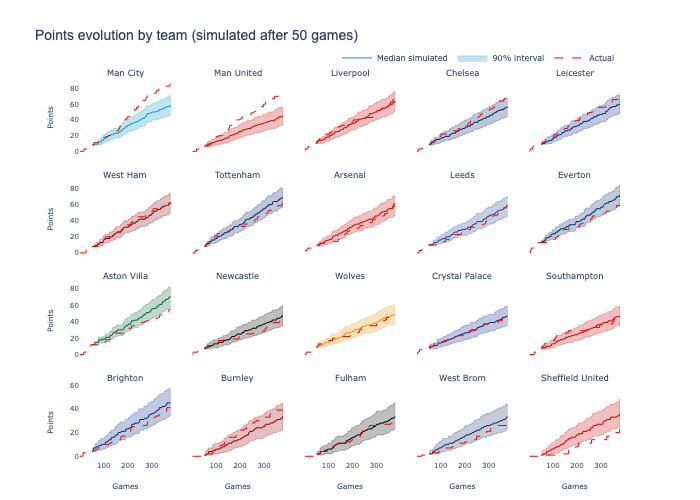 Points evolution by team (simulated after 50 games)
Median simulated 90% interval Actual
Man City Man United Liverpool Chelsea Leicester
80
60
40
20
0
Points
West Ham Tottenham Arsenal Leeds Everton
80
60
40
20
0
Points
Aston Villa Newcastle Wolves Crystal Palace Southampton
80
60
40
20
0
Points
Brighton Burnley Fulham West Brom Sheffield United
60
40
20
0
Points
100 200 300 100 200 300 100 200 300 100 200 300 100 200 300
Games Games Games Games Games